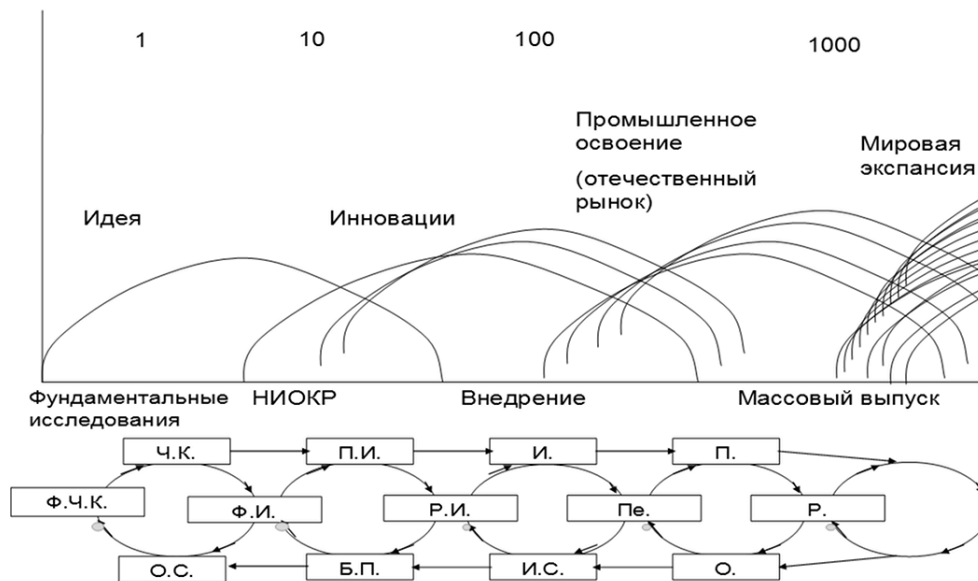 1 10 100 1000
Промышленное
освоение
(отечественный
рынок)
Мировая
экспансия
Идея
Инновации
Фундаментальные
исследования
НИОКР
Внедрение
Массовый выпуск
Ч.К. П.И. И. П.
Ф.Ч.К. Ф.И. Р.И. Пе. Р.
О.С. Б.П. И.С. О.